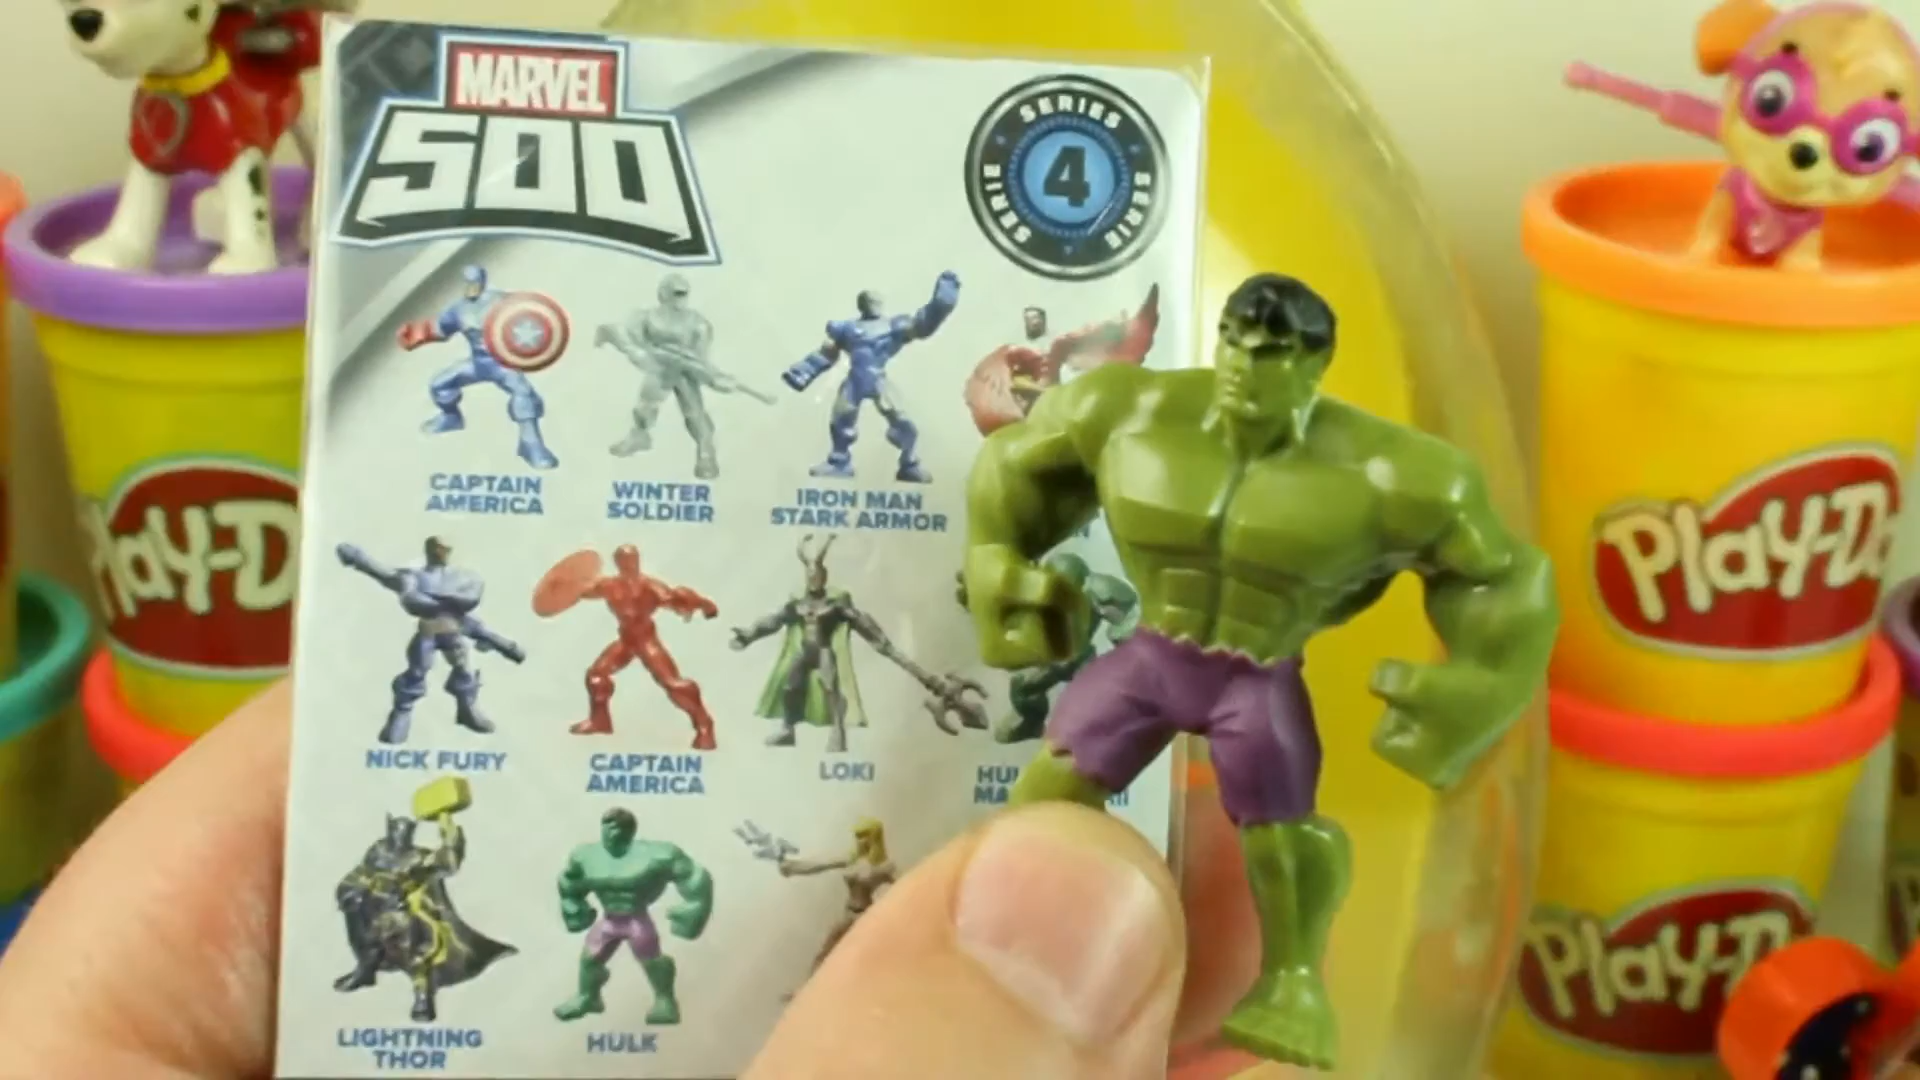 MARVEL
500
SERIES
4
SERIE
SERIE
CAPTAIN
AMERICA
WINTER
SOLDIER
IRON MAN
STARK ARMOR
NICK FURY
CAPTAIN
AMERICA
LOKI
LIGHTNING
THOR
HULK
Play-D
Play-D
Play-D